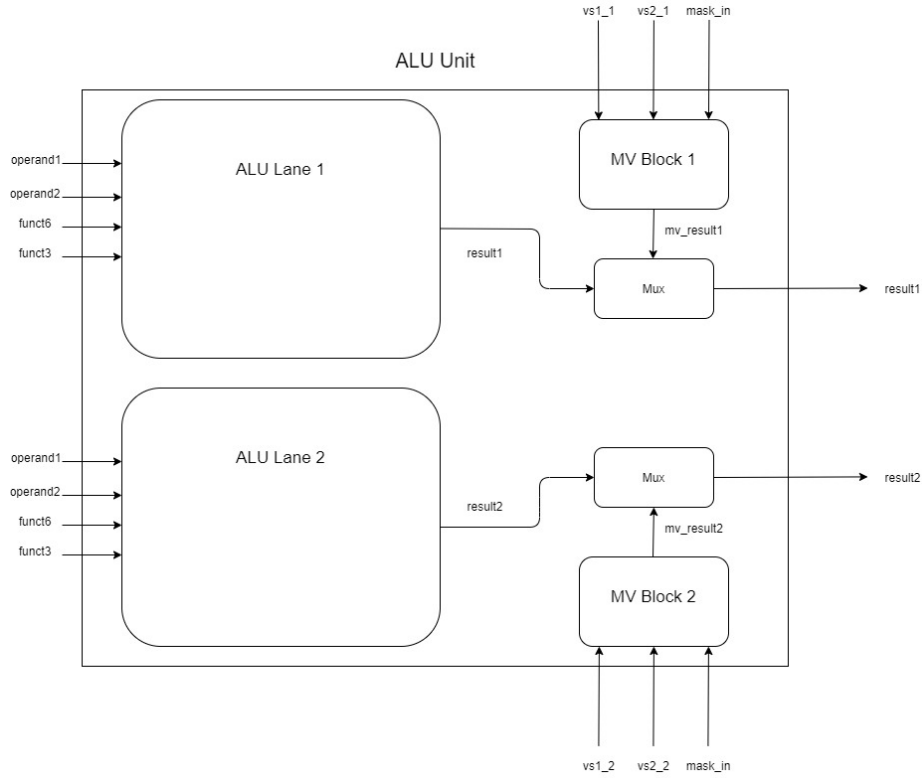 vs1_1 vs2_1 mask_in
ALU Unit
operand1
operand2
funct6
funct3
ALU Lane 1
MV Block 1
mv_result1
result1
Mux
result1
operand1
operand2
funct6
funct3
ALU Lane 2
result2
Mux
result2
mv_result2
MV Block 2
vs1_2 vs2_2 mask_in